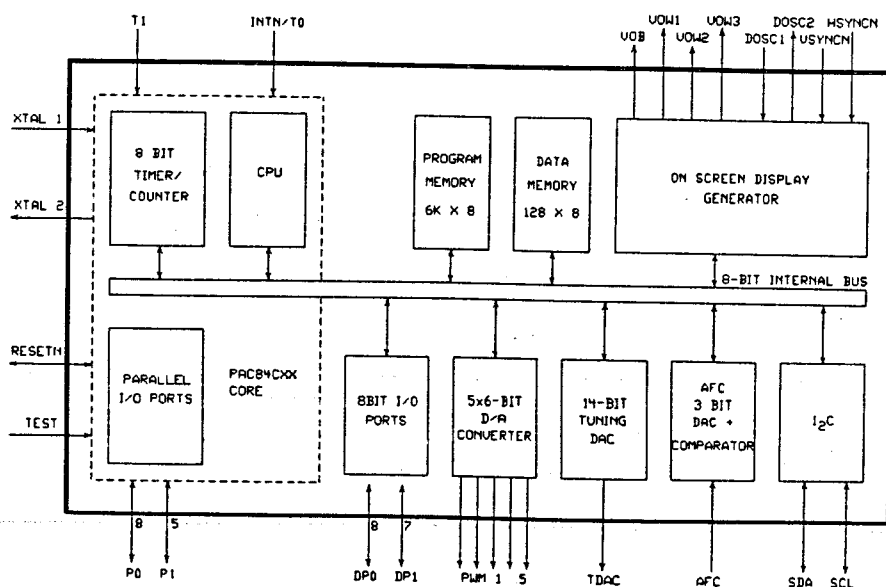 T1
INTN/T0
VOB
VOW1
VOW2
VOW3
DOSC1
DOSC2
VSYNCN
HSYNCN
XTAL 1
XTAL 2
8 BIT
TIMER/
COUNTER
CPU
PROGRAM
MEMORY
6K X 8
DATA
MEMORY
128 X 8
ON SCREEN DISPLAY
GENERATOR
8-BIT INTERNAL BUS
RESETN
TEST
PARALLEL
I/O PORTS
PAC84CXX
CORE
8BIT I/O
PORTS
5x6-BIT
D/A
CONVERTER
14-BIT
TUNING
DAC
AFC
3 BIT
DAC +
COMPARATOR
I2C
8
5
8
7
P0
P1
DP0
DP1
PWM 1 5
TDAC
AFC
SDA
SCL